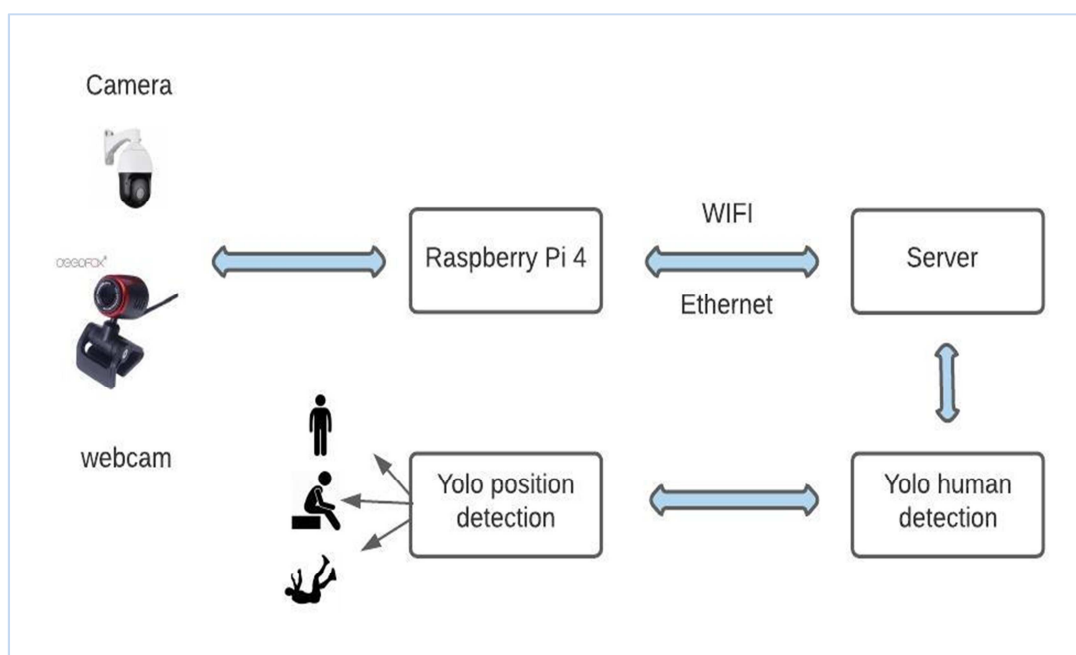 Camera
WIFI
Raspberry Pi 4
Server
Ethernet
webcam
Yolo position
detection
Yolo human
detection